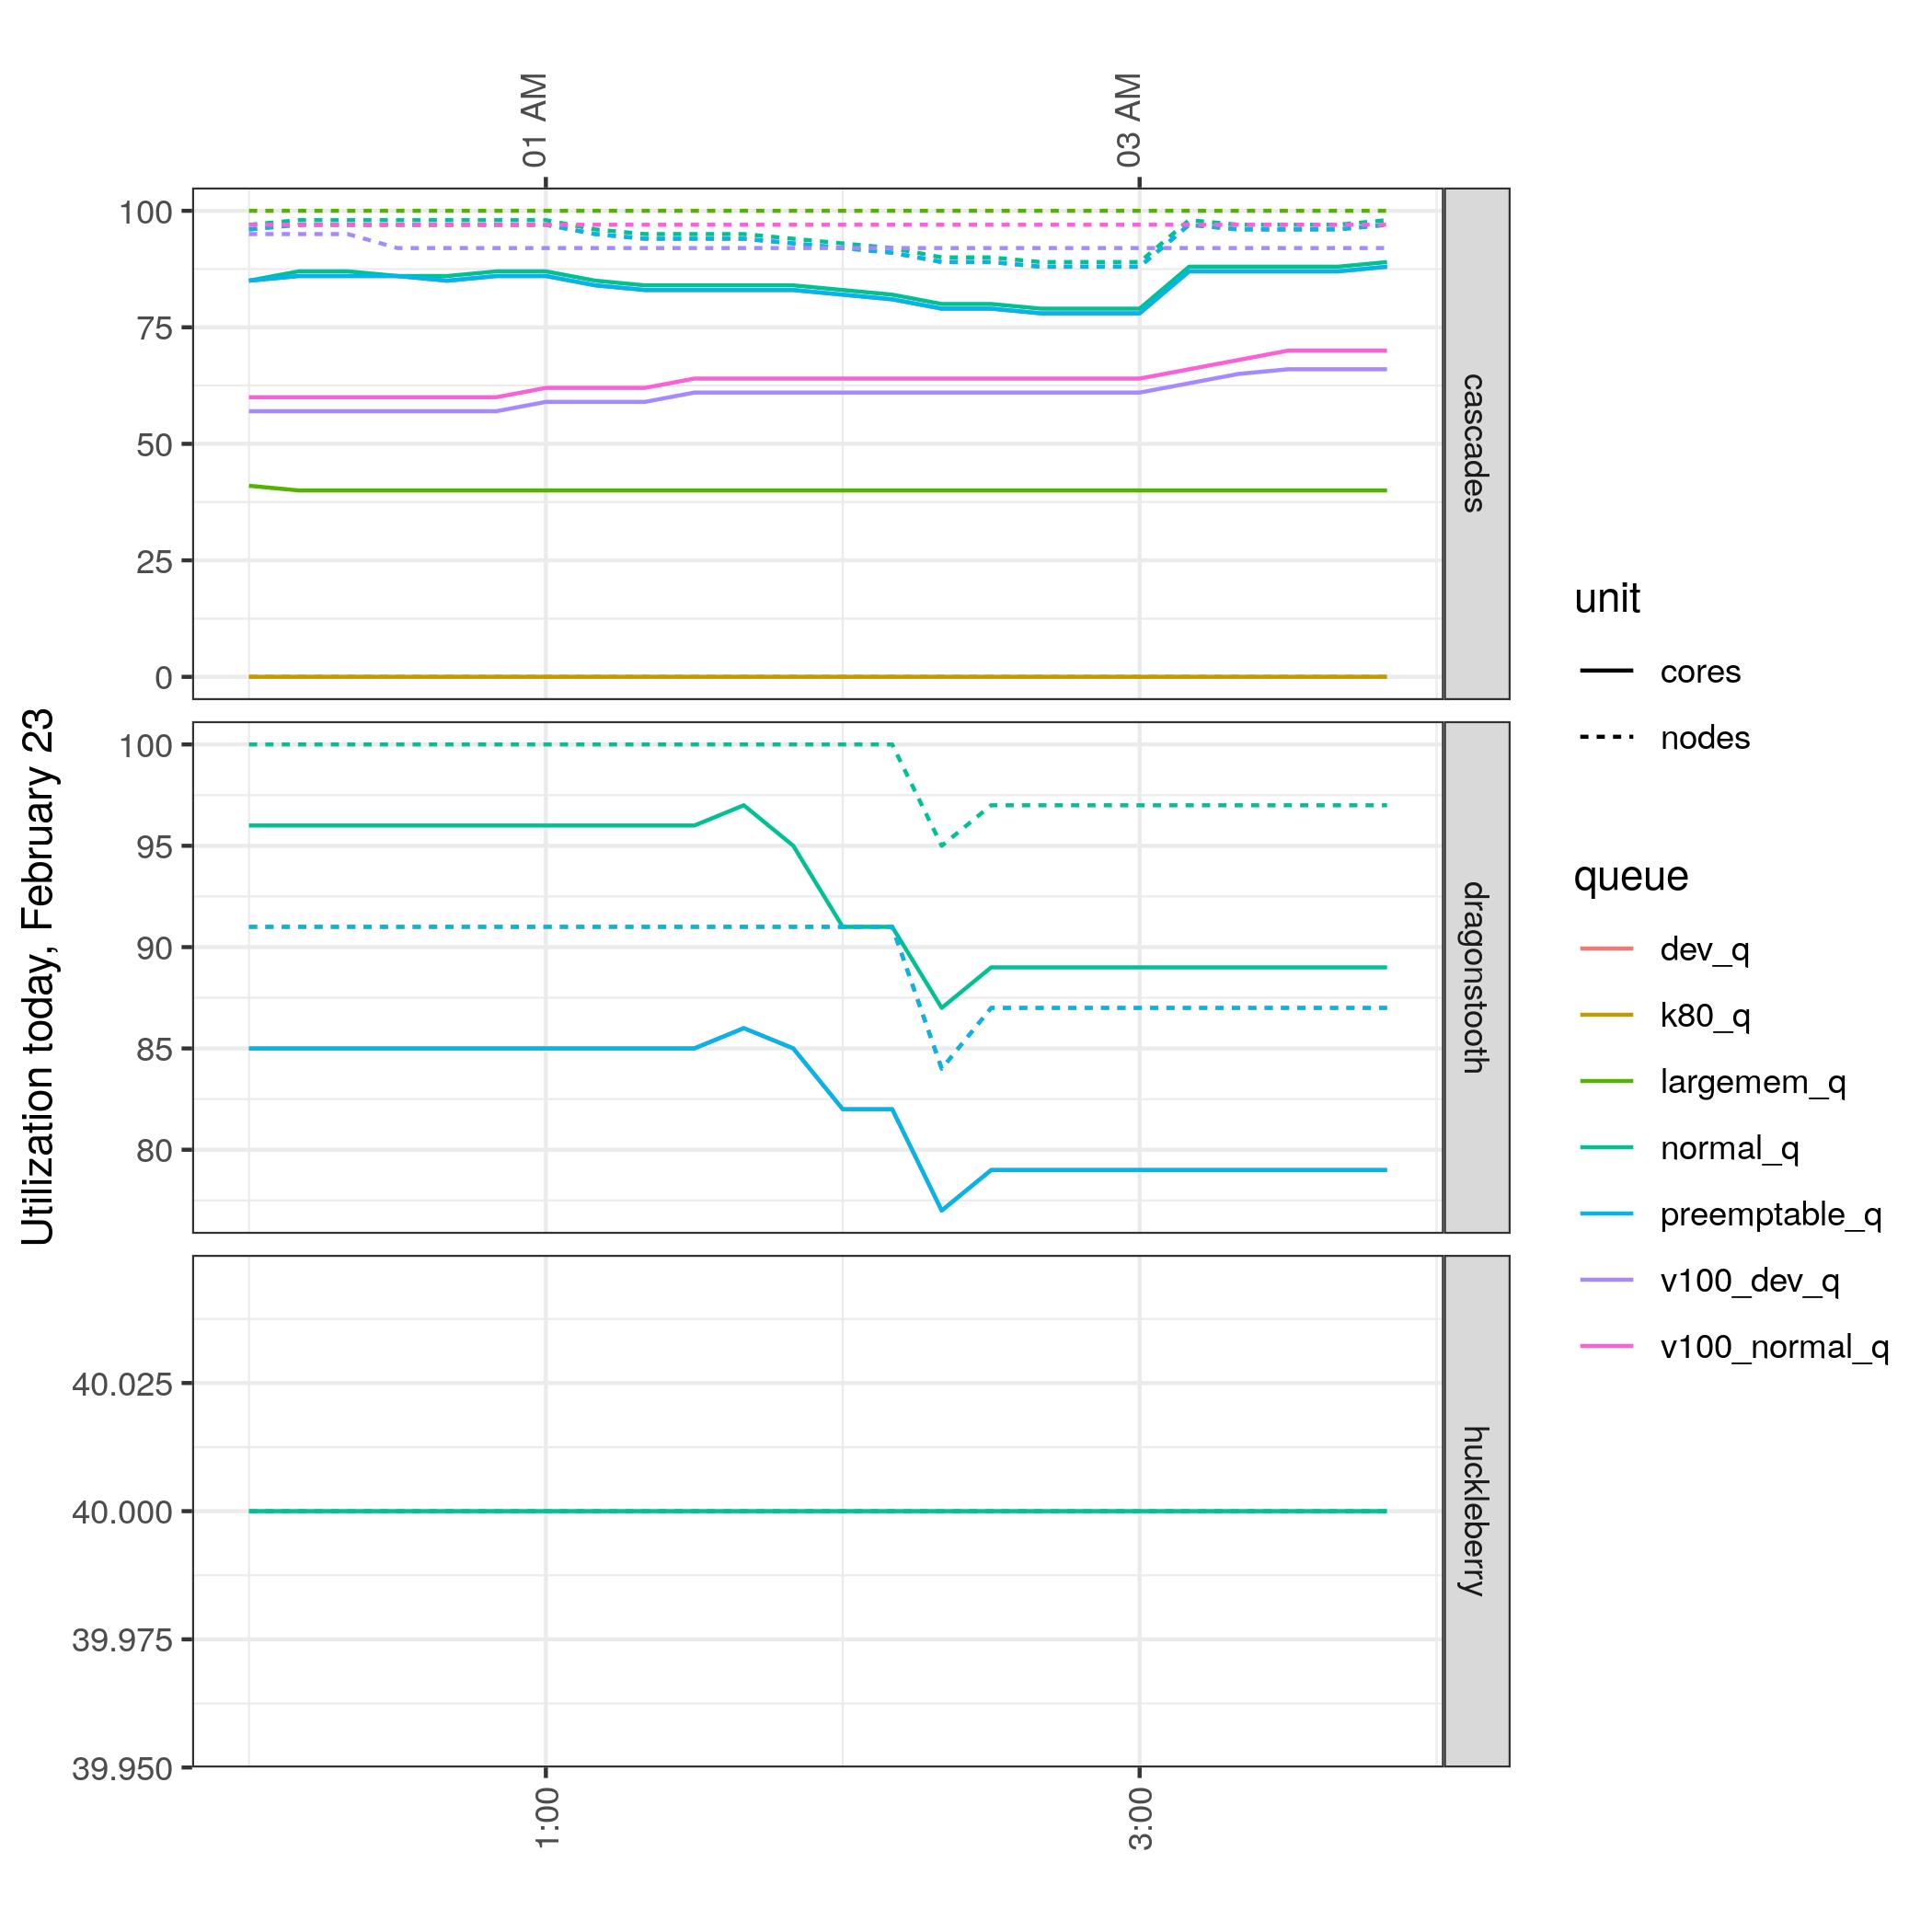 01 AM
03 AM
100
75
50
25
0
cascades
100
95
90
85
80
dragonstooth
40.025
40.000
39.975
39.950
huckleberry
1:00
3:00
Utilization today, February 23
unit
cores
nodes
queue
dev_q
k80_q
largemem_q
normal_q
preemptable_q
v100_dev_q
v100_normal_q